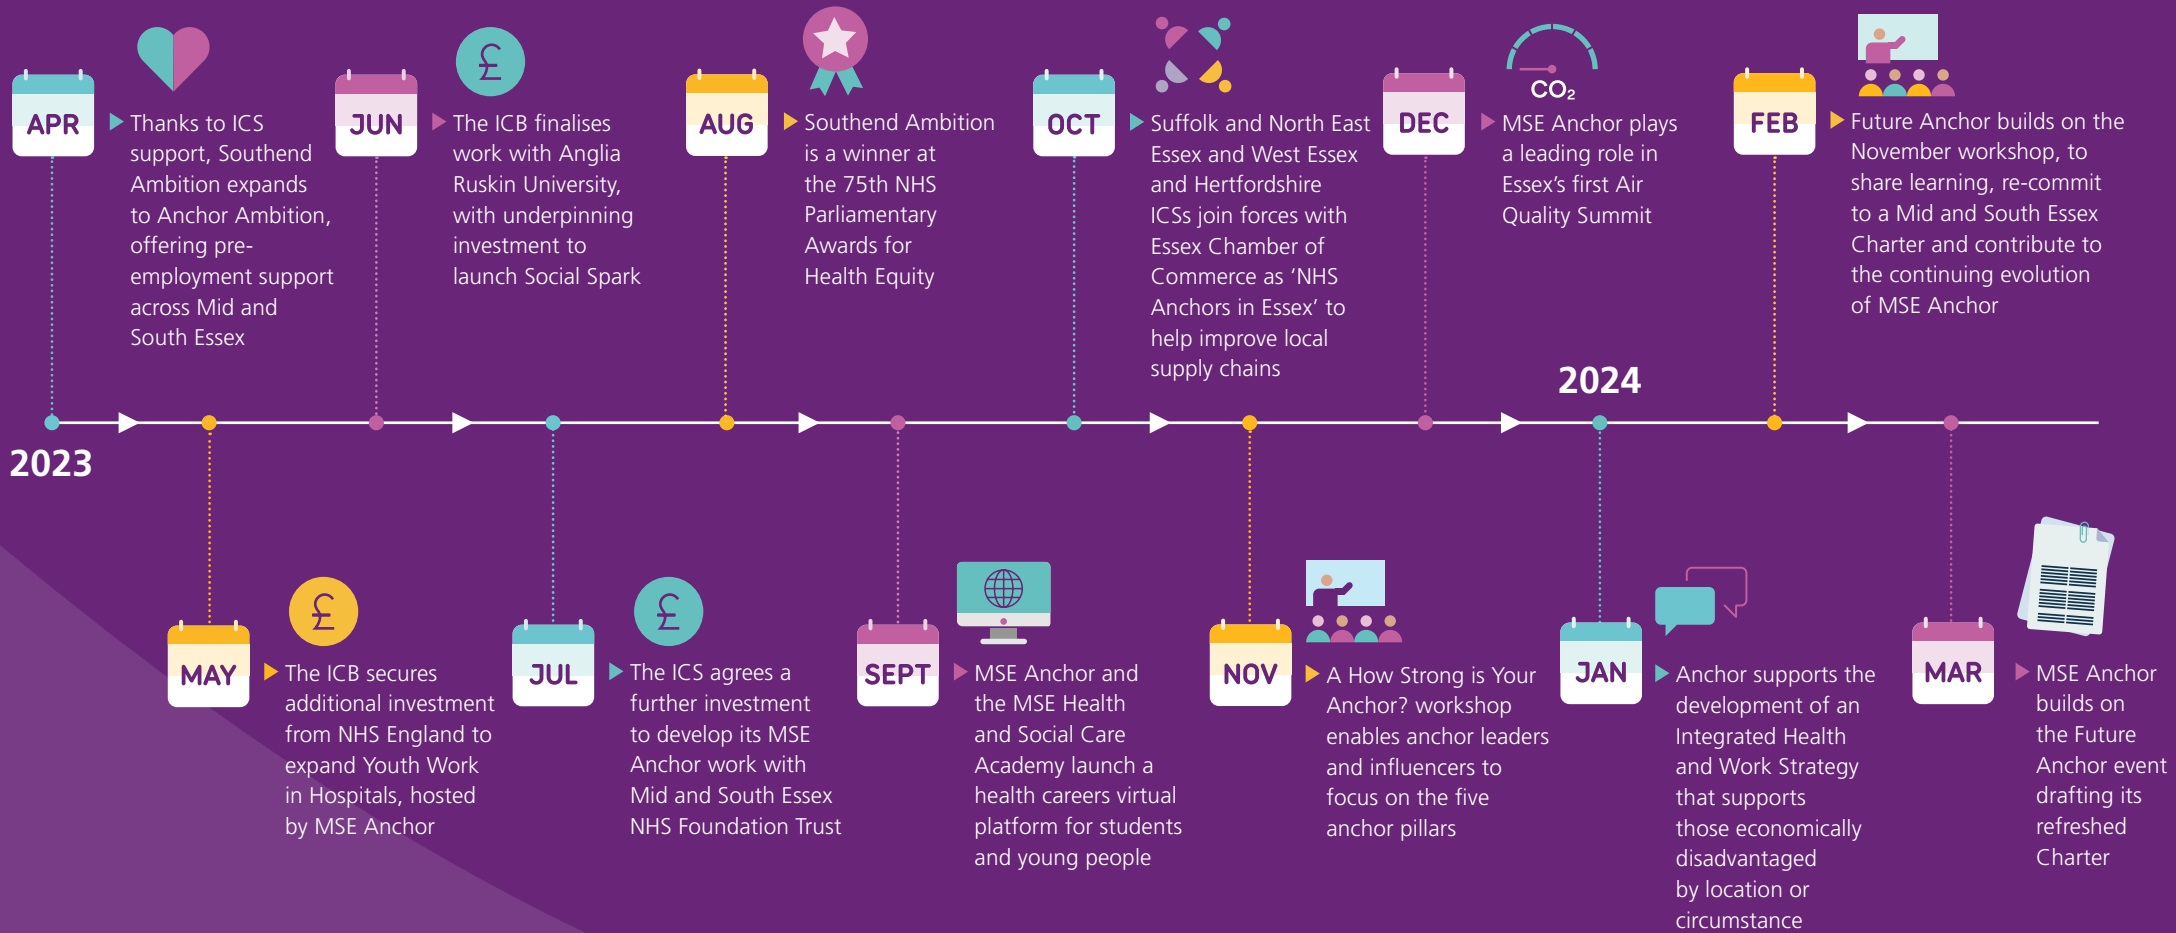 APR
Thanks to ICS
support, Southend
Ambition expands
to Anchor Ambition,
offering pre-
employment support
across Mid and
South Essex
JUN
£
The ICB finalises
work with Anglia
Ruskin University,
with underpinning
investment to
launch Social Spark
AUG
Southend Ambition
is a winner at
the 75th NHS
Parliamentary
Awards for
Health Equity
OCT
Suffolk and North East
Essex and West Essex
and Hertfordshire
ICSs join forces with
Essex Chamber of
Commerce as ‘NHS
Anchors in Essex’ to
help improve local
supply chains
DEC
CO₂
MSE Anchor plays
a leading role in
Essex’s first Air
Quality Summit
FEB
Future Anchor builds on the
November workshop, to
share learning, re-commit
to a Mid and South Essex
Charter and contribute to
the continuing evolution
of MSE Anchor
2024
2023
MAY
£
The ICB secures
additional investment
from NHS England to
expand Youth Work
in Hospitals, hosted
by MSE Anchor
JUL
£
The ICS agrees a
further investment
to develop its MSE
Anchor work with
Mid and South Essex
NHS Foundation Trust
SEPT
MSE Anchor and
the MSE Health
and Social Care
Academy launch a
health careers virtual
platform for students
and young people
NOV
A How Strong is Your
Anchor? workshop
enables anchor leaders
and influencers to
focus on the five
anchor pillars
JAN
Anchor supports the
development of an
Integrated Health
and Work Strategy
that supports
those economically
disadvantaged
by location or
circumstance
MAR
MSE Anchor
builds on
the Future
Anchor event
drafting its
refreshed
Charter